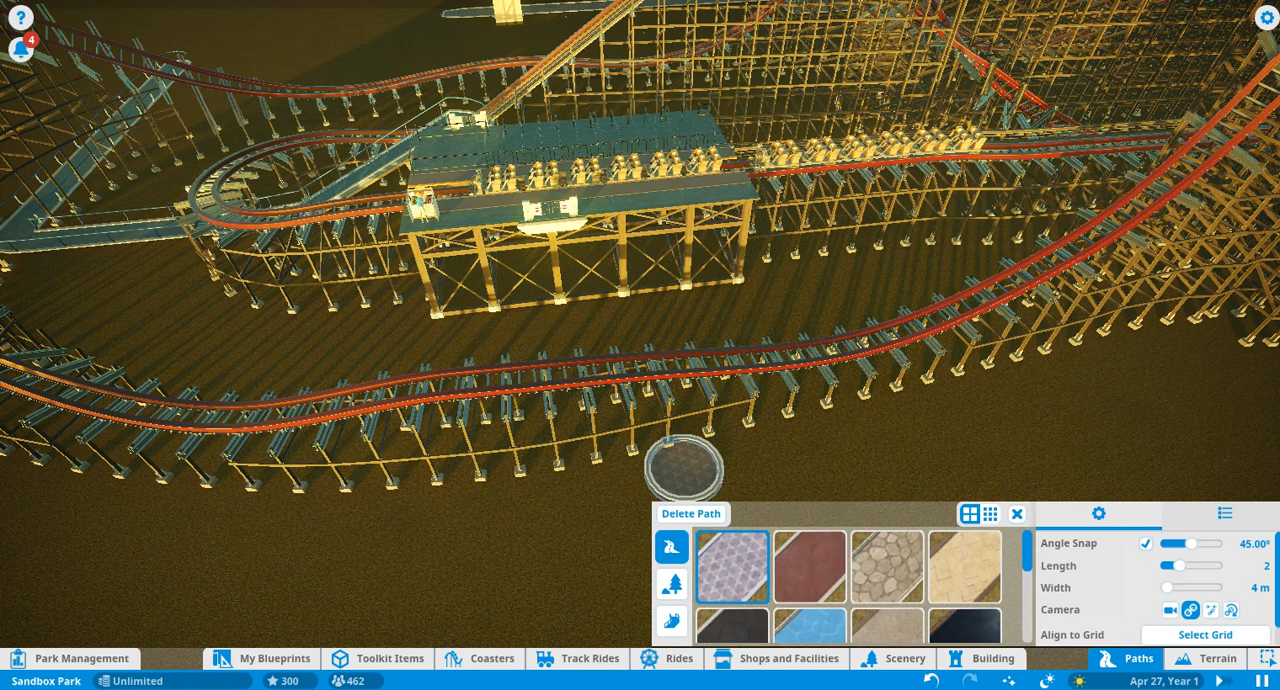 ?
4
Delete Path
Angle Snap 45.00°
Length 2
Width 4 m
Camera
Align to Grid Select Grid
Park Management My Blueprints Toolkit Items Coasters Track Rides Rides Shops and Facilities Scenery Building Paths Terrain
Sandbox Park Unlimited 300 462 Apr 27, Year 1